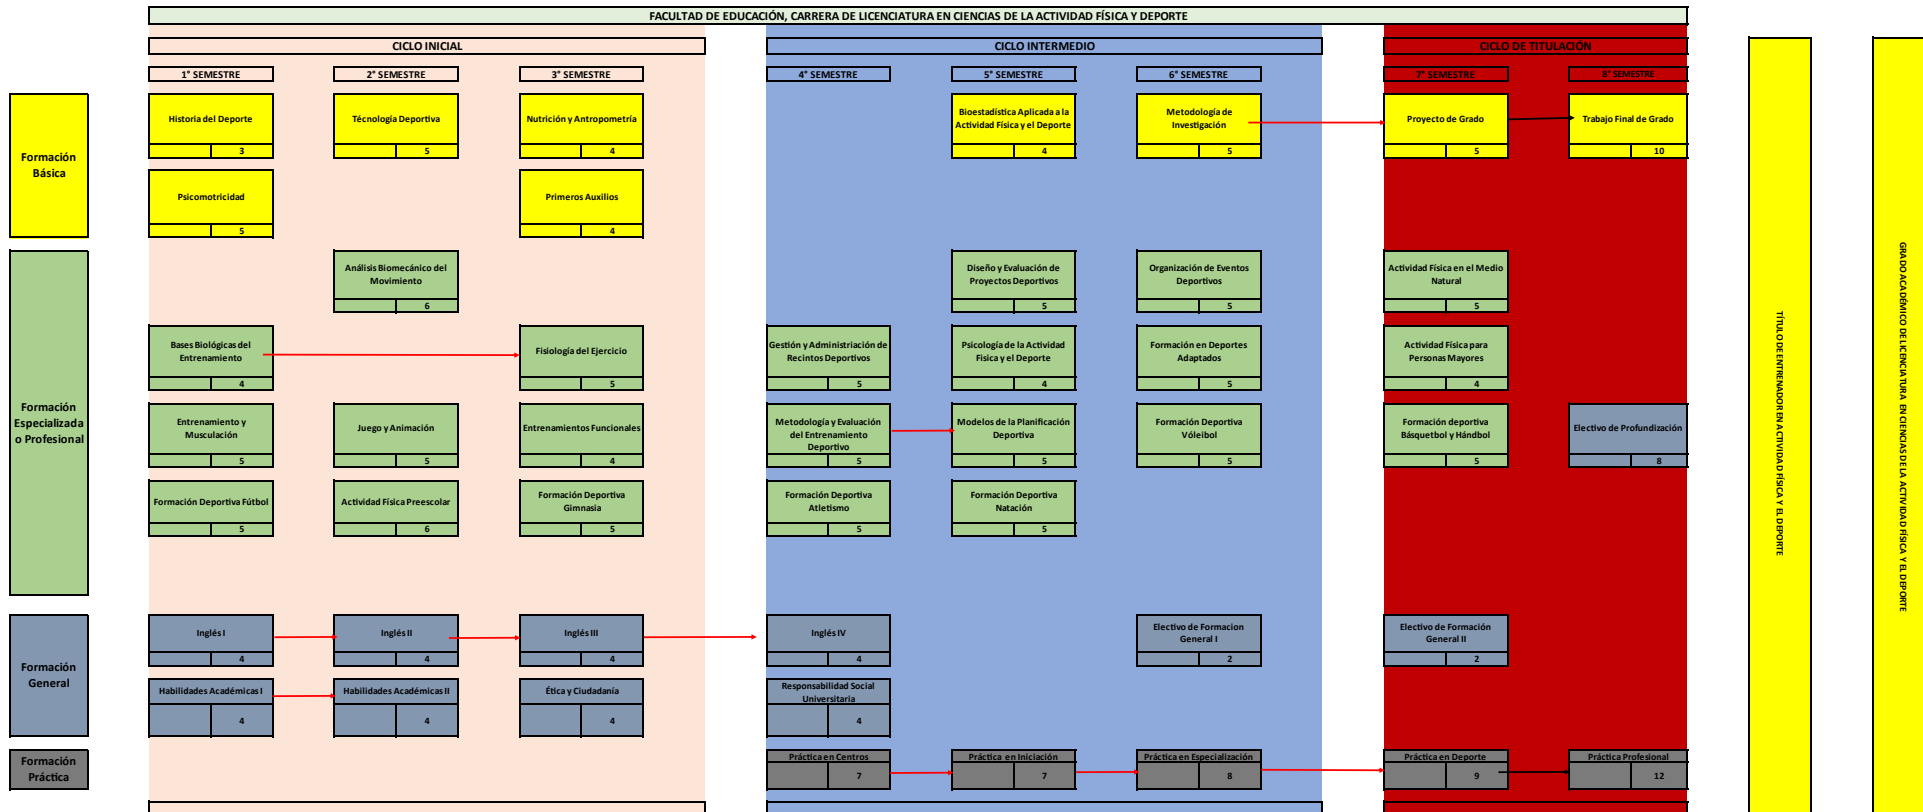 FACULTAD DE EDUCACIÓN, CARRERA DE LICENCIATURA EN CIENCIAS DE LA ACTIVIDAD FÍSICA Y DEPORTE
CICLO INICIAL
CICLO INTERMEDIO
CICLO DE TITULACIÓN
1° SEMESTRE
2° SEMESTRE
3° SEMESTRE
4° SEMESTRE
5° SEMESTRE
6° SEMESTRE
7° SEMESTRE
8° SEMESTRE
Formación
Básica
Historia del Deporte
3
Técnología Deportiva
5
Nutrición y Antropometría
4
Bioestadística Aplicada a la
Actividad Física y el Deporte
4
Metodología de
Investigación
5
Proyecto de Grado
5
Trabajo Final de Grado
10
Psicomotricidad
5
Primeros Auxilios
4
Formación
Especializada
o Profesional
Análisis Biomecánico del
Movimiento
6
Diseño y Evaluación de
Proyectos Deportivos
5
Organización de Eventos
Deportivos
5
Actividad Física en el Medio
Natural
5
Bases Biológicas del
Entrenamiento
4
Fisiología del Ejercicio
5
Gestión y Administriación de
Recintos Deportivos
5
Psicología de la Actividad
Fisica y el Deporte
4
Formación en Deportes
Adaptados
5
Actividad Física para
Personas Mayores
4
Entrenamiento y
Musculación
5
Juego y Animación
5
Entrenamientos Funcionales
4
Metodología y Evaluación
del Entrenamiento
Deportivo
5
Modelos de la Planificación
Deportiva
5
Formación Deportiva
Vóleibol
5
Formación deportiva
Básquetbol y Hándbol
5
Electivo de Profundización
8
Formación Deportiva Fútbol
5
Actividad Física Preescolar
6
Formación Deportiva
Gimnasia
5
Formación Deportiva
Atletismo
5
Formación Deportiva
Natación
5
Formación
General
Inglés I
4
Inglés II
4
Inglés III
4
Inglés IV
4
Electivo de Formacion
General I
2
Electivo de Formación
General II
2
Habilidades Académicas I
4
Habilidades Académicas II
4
Ética y Ciudadanía
4
Responsabilidad Social
Universitaria
4
Formación
Práctica
Práctica en Centros
7
Práctica en Iniciación
7
Práctica en Especialización
8
Práctica en Deporte
9
Práctica Profesional
12
TÍTULO DE ENTRENADOR EN ACTIVIDAD FÍSICA Y EL DEPORTE
GRADO ACADÉMICO DE LICENCIATURA EN CIENCIAS DE LA ACTIVIDAD FÍSICA Y EL DEPORTE